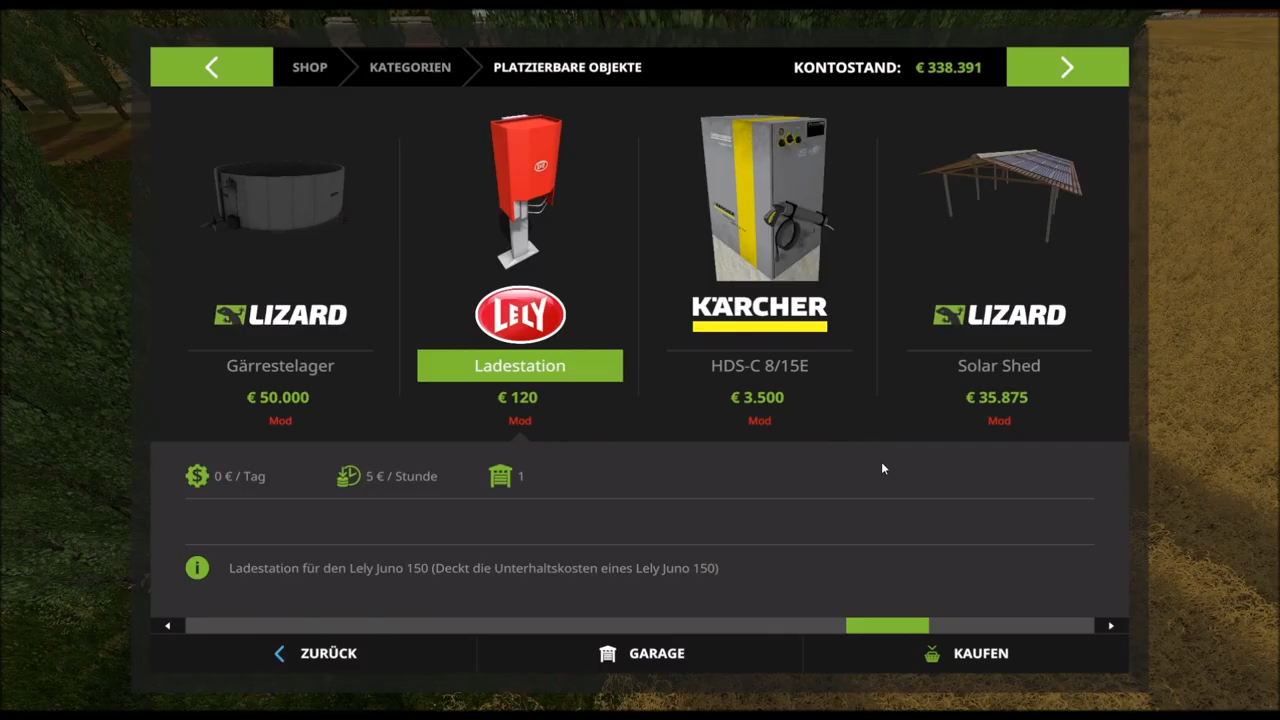 SHOP KATEGORIEN PLATZIERBARE OBJEKTE KONTOSTAND: € 338.391
LIZARD LELY KÄRCHER LIZARD
Gärrestelager Ladestation HDS-C 8/15E Solar Shed
€ 50.000 € 120 € 3.500 € 35.875
Mod Mod Mod Mod
0 € / Tag 5 € / Stunde 1
Ladestation für den Lely Juno 150 (Deckt die Unterhaltskosten eines Lely Juno 150)
ZURÜCK GARAGE KAUFEN